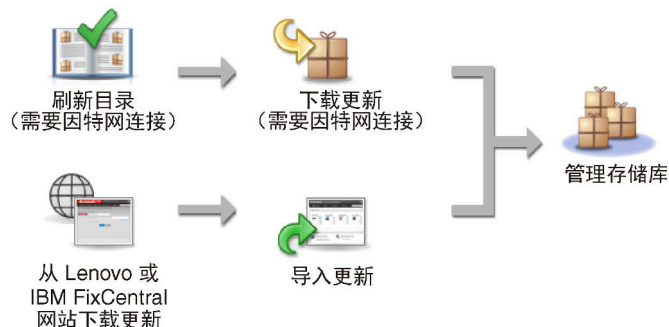 刷新目录
（需要因特网连接）
下载更新
（需要因特网连接）
管理存储库
从 Lenovo 或
IBM FixCentral
网站下载更新
导入更新